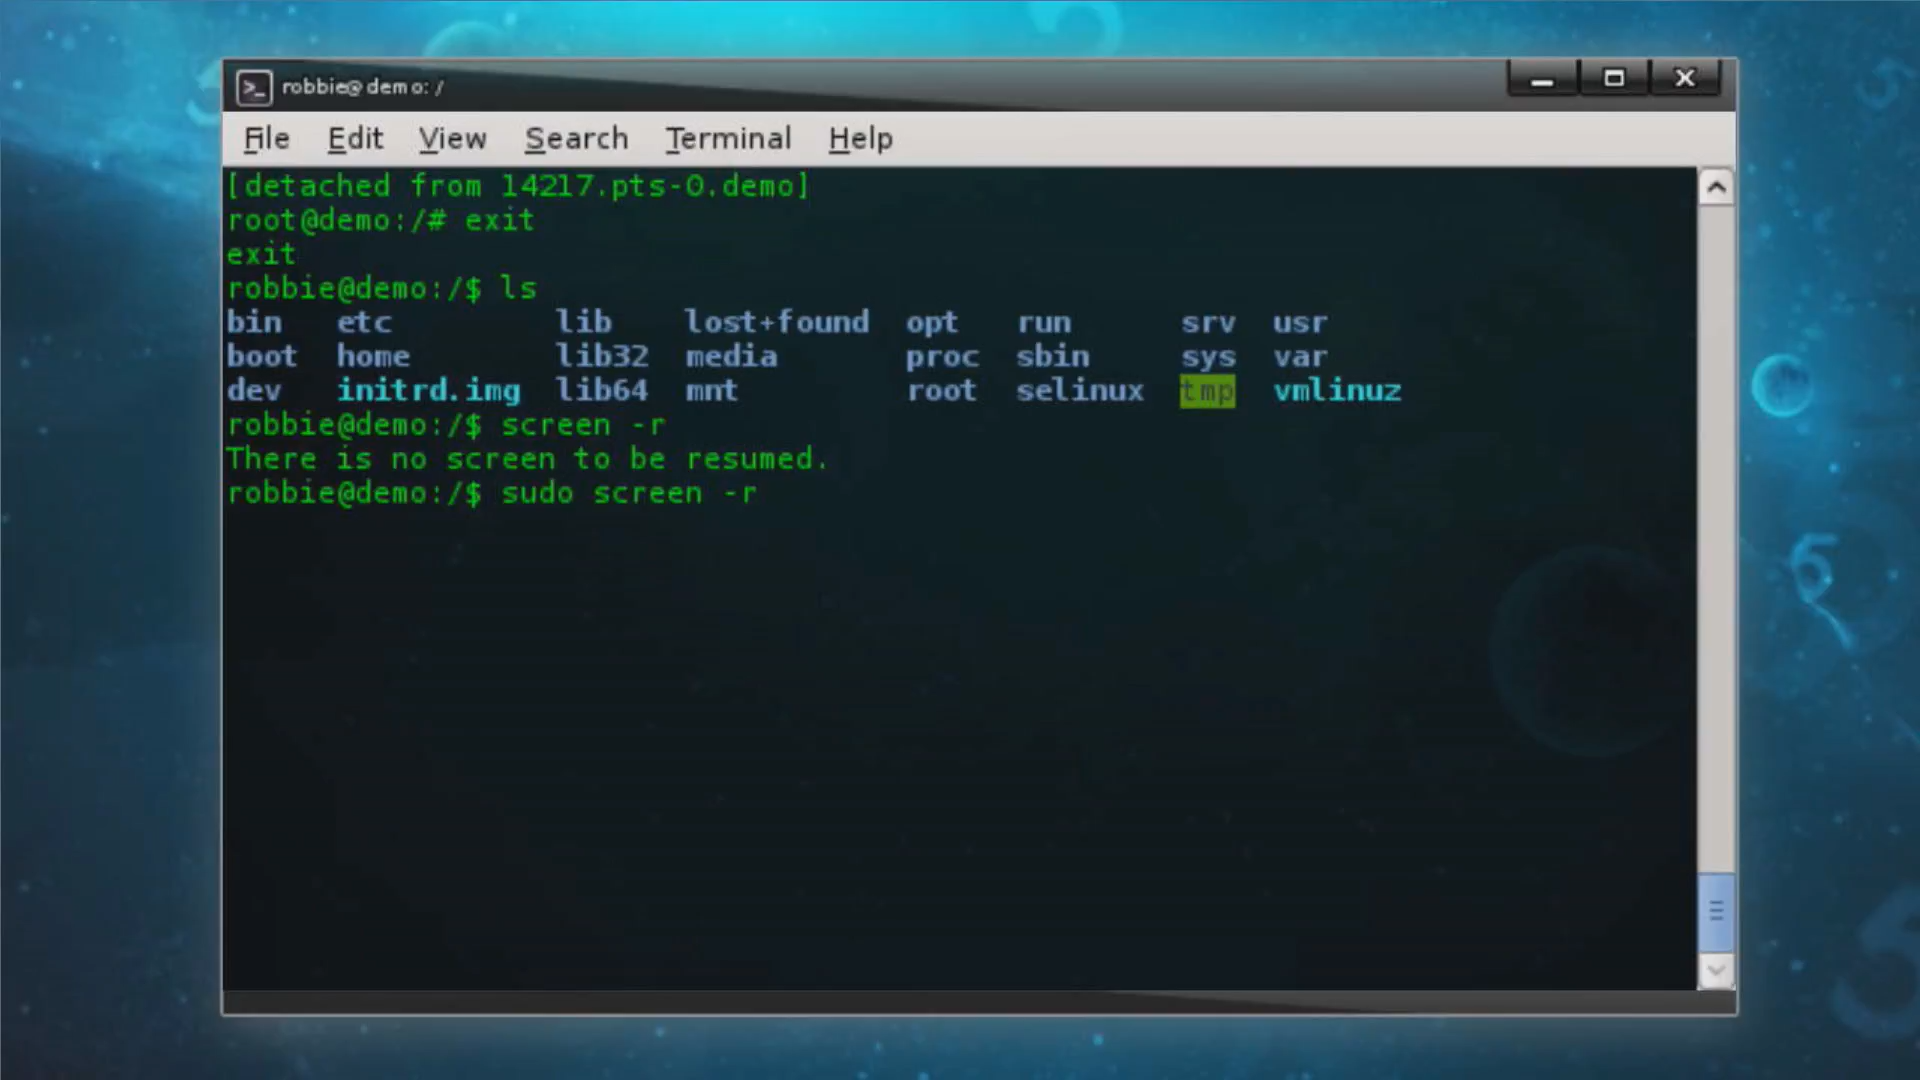 robbie@demo: /
File Edit View Search Terminal Help
[detached from 14217.pts-0.demo]
root@demo:/# exit
exit
robbie@demo:/$ ls
bin etc lib lost+found opt run srv usr
boot home lib32 media proc sbin sys var
dev initrd.img lib64 mnt root selinux tmp vmlinuz
robbie@demo:/$ screen -r
There is no screen to be resumed.
robbie@demo:/$ sudo screen -r